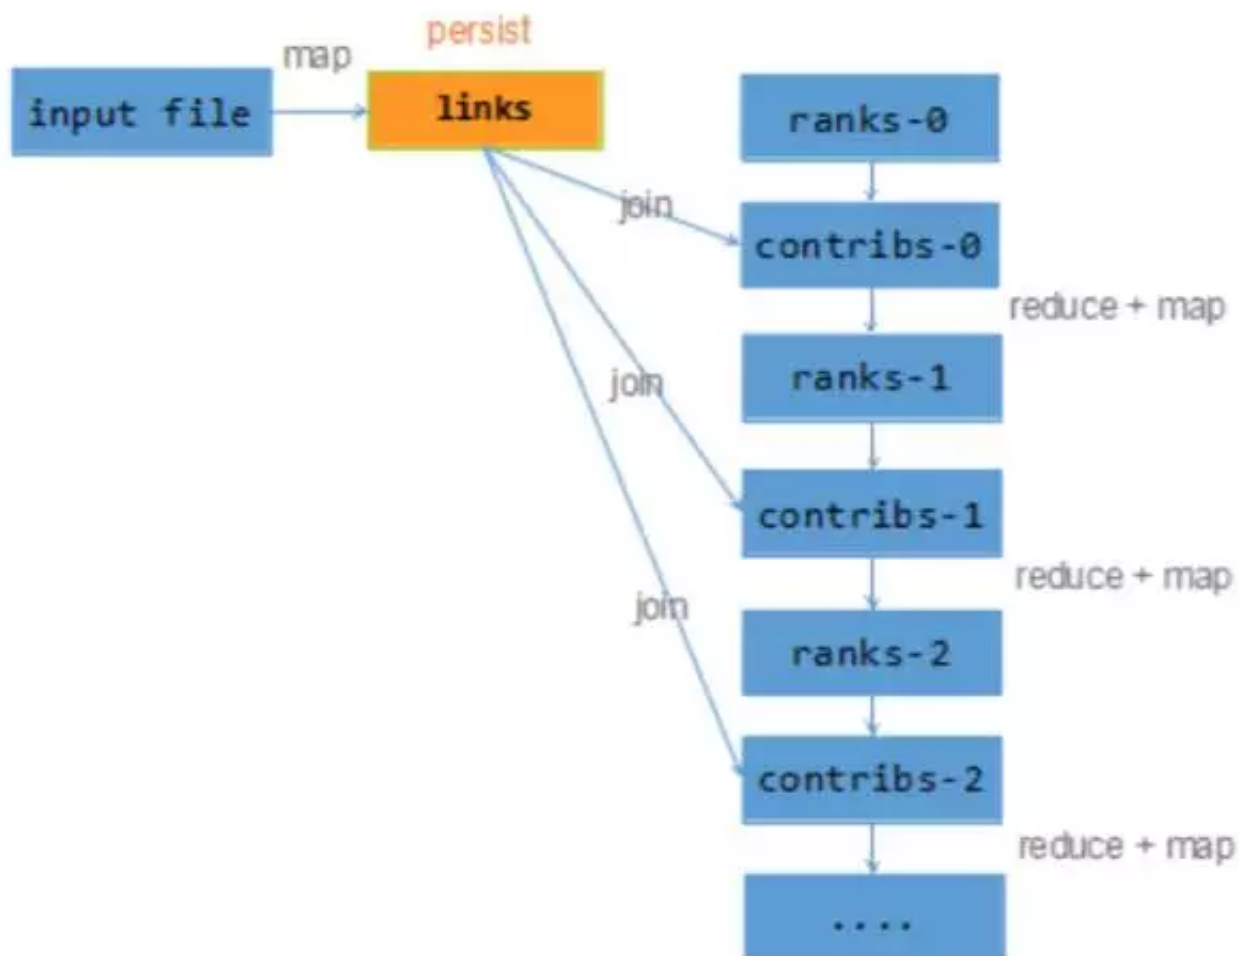 persist
map
input file
links
ranks-0
join
contribs-0
reduce + map
ranks-1
join
contribs-1
reduce + map
ranks-2
join
contribs-2
reduce + map
....